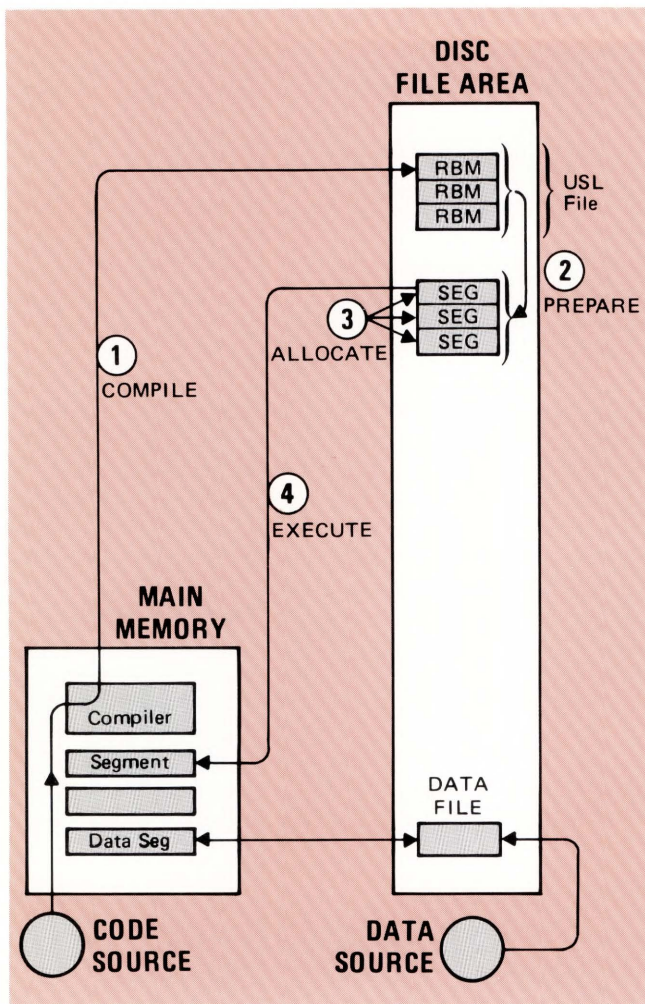 DISC
FILE AREA
RBM
RBM
RBM
USL
File
2
PREPARE
SEG
SEG
SEG
3
ALLOCATE
1
COMPILE
4
EXECUTE
MAIN
MEMORY
Compiler
Segment
Data Seg
DATA
FILE
CODE
SOURCE
DATA
SOURCE